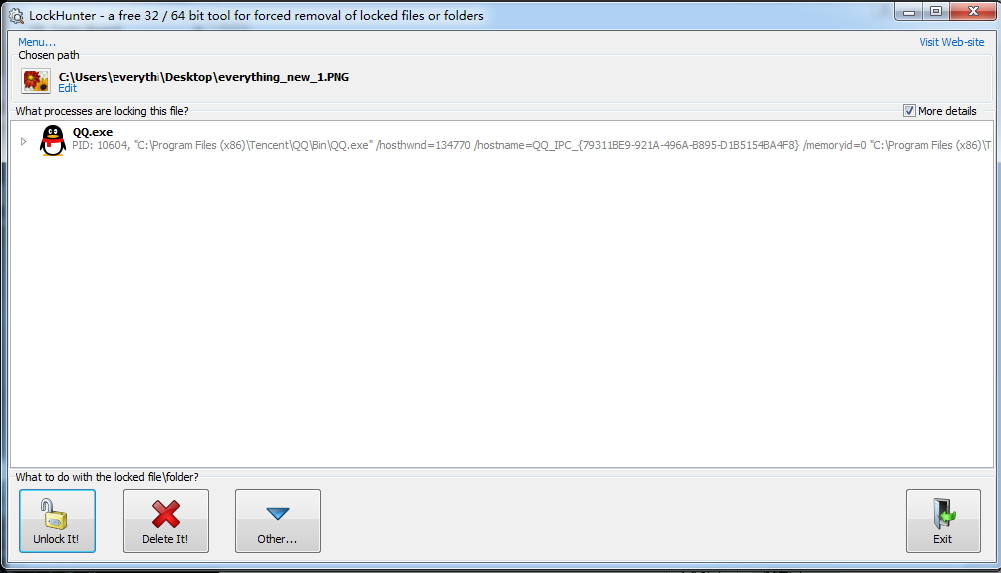 LockHunter - a free 32 / 64 bit tool for forced removal of locked files or folders
Menu... Visit Web-site
Chosen path
C:\Users\everythi\Desktop\everything_new_1.PNG
Edit
What processes are locking this file? More details
QQ.exe
PID: 10604, "C:\Program Files (x86)\Tencent\QQ\Bin\QQ.exe" /hosthwnd=134770 /hostname=QQ_IPC_{79311BE9-921A-496A-B895-D1B5154BA4F8} /memoryid=0 "C:\Program Files (x86)\T
What to do with the locked file\folder?
Unlock It! Delete It! Other... Exit